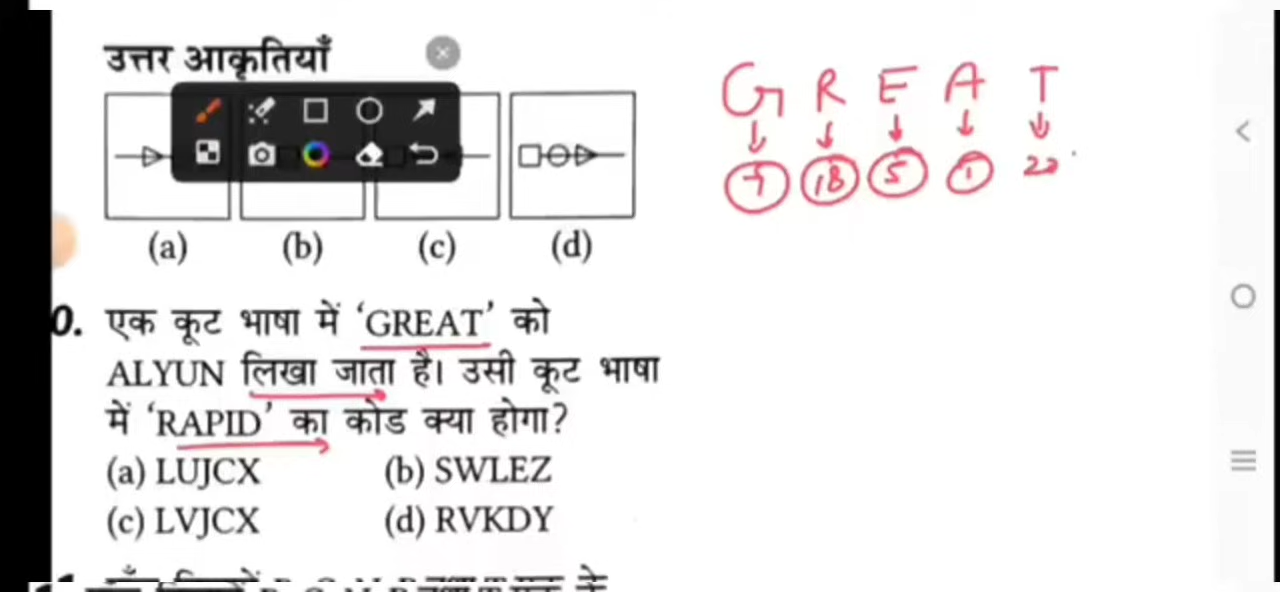 उत्तर आकृतियाँ
(a) (b) (c) (d)
G R E A T
7 18 5 1 20
0. एक कूट भाषा में ‘GREAT’ को
ALYUN लिखा जाता है। उसी कूट भाषा
में ‘RAPID’ का कोड क्या होगा?
(a) LUJCX (b) SWLEZ
(c) LVJCX (d) RVKDY